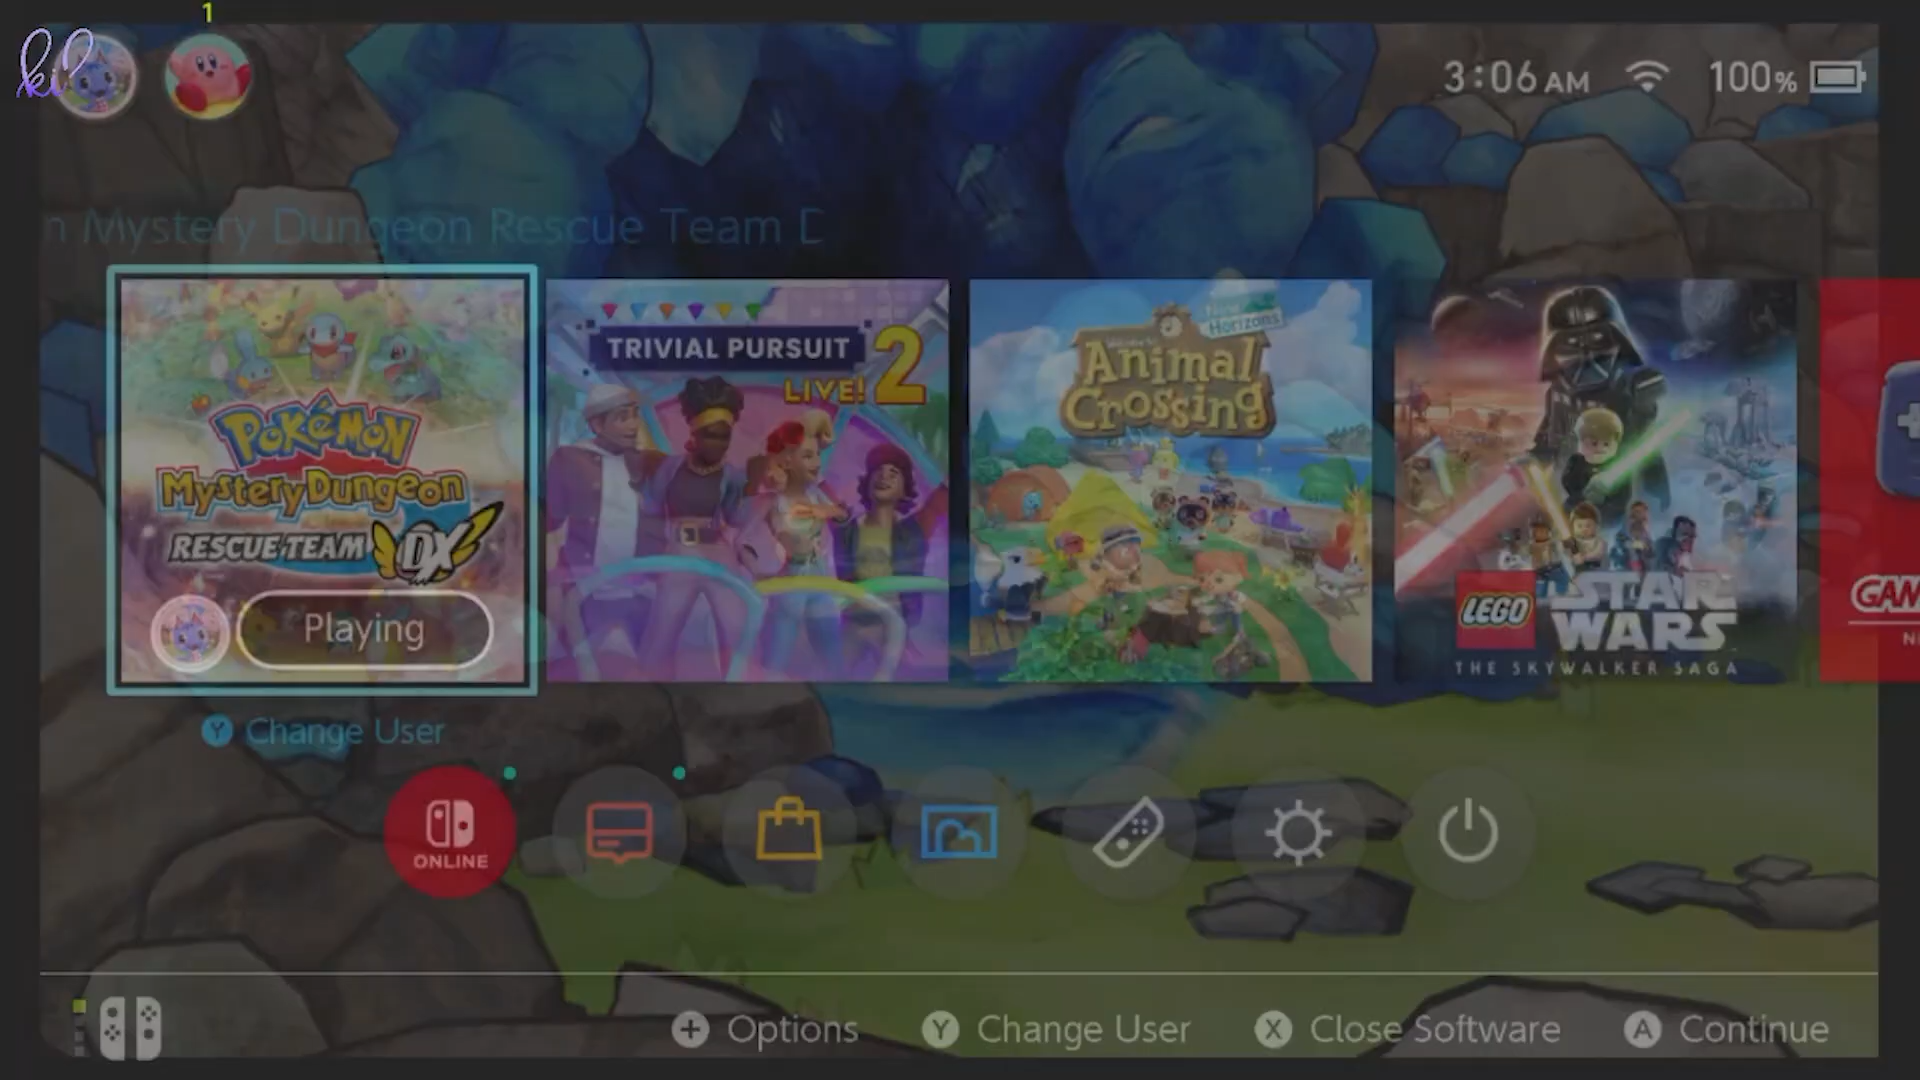 1
ki
3:06 AM 100%
n Mystery Dungeon Rescue Team D
POKÉMON
Mystery Dungeon
RESCUE TEAM DX
Playing
TRIVIAL PURSUIT
LIVE! 2
New
Horizons
Animal
Crossing
LEGO
STAR
WARS
THE SKYWALKER SAGA
GAM
N
Y Change User
ONLINE
+ Options Y Change User X Close Software A Continue